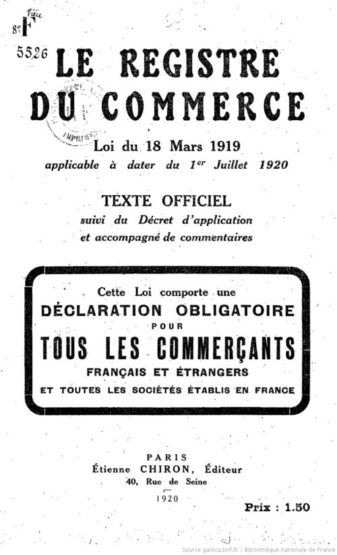 8º F
5526
LE REGISTRE
DU COMMERCE
Loi du 18 Mars 1919
applicable à dater du 1er Juillet 1920
TEXTE OFFICIEL
suivi du Décret d'application
et accompagné de commentaires
Cette Loi comporte une
DÉCLARATION OBLIGATOIRE
POUR
TOUS LES COMMERÇANTS
FRANÇAIS ET ÉTRANGERS
ET TOUTES LES SOCIÉTÉS ÉTABLIS EN FRANCE
PARIS
Étienne CHIRON, Éditeur
40, Rue de Seine
1920
Prix : 1.50
Source gallica.bnf.fr / Bibliothèque nationale de France